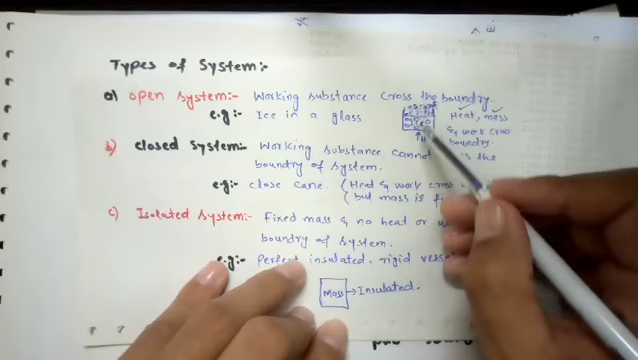 Types of System:-
a) open system:- Working substance cross the boundry.
e.g:- Ice in a glass
Heat, mass
& work cross
boundry.
b) closed System:- Working substance cannot is the
boundry of system.
e.g:- close cane. (Heat & work cross
but mass is
c) Isolated system:- Fixed mass & no heat or
boundry of system.
e.g:- perfect insulated, rigid
Mass → Insulated.